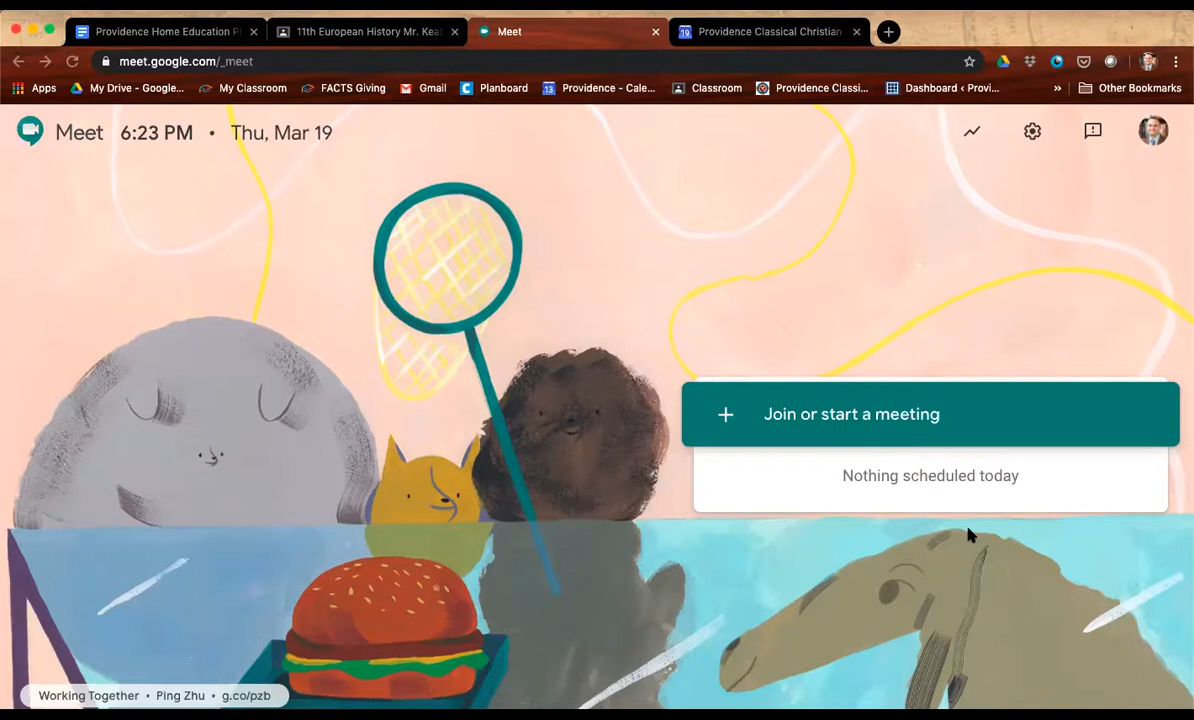 Providence Home Education P
11th European History Mr. Kea
Meet
Providence Classical Christian
meet.google.com/_meet
Apps
My Drive - Google...
My Classroom
FACTS Giving
Gmail
Planboard
Providence - Cale...
Classroom
Providence Classi...
Dashboard ‹ Provi...
»
Other Bookmarks
Meet 6:23 PM • Thu, Mar 19
+ Join or start a meeting
Nothing scheduled today
Working Together • Ping Zhu • g.co/pzb